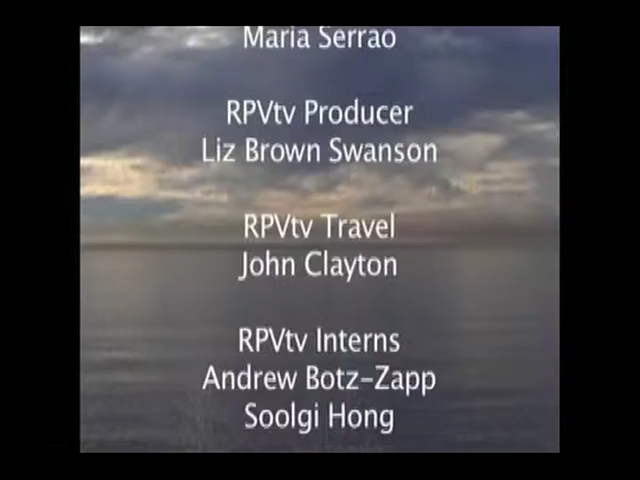 Maria Serrao
RPVtv Producer
Liz Brown Swanson
RPVtv Travel
John Clayton
RPVtv Interns
Andrew Botz-Zapp
Soolgi Hong